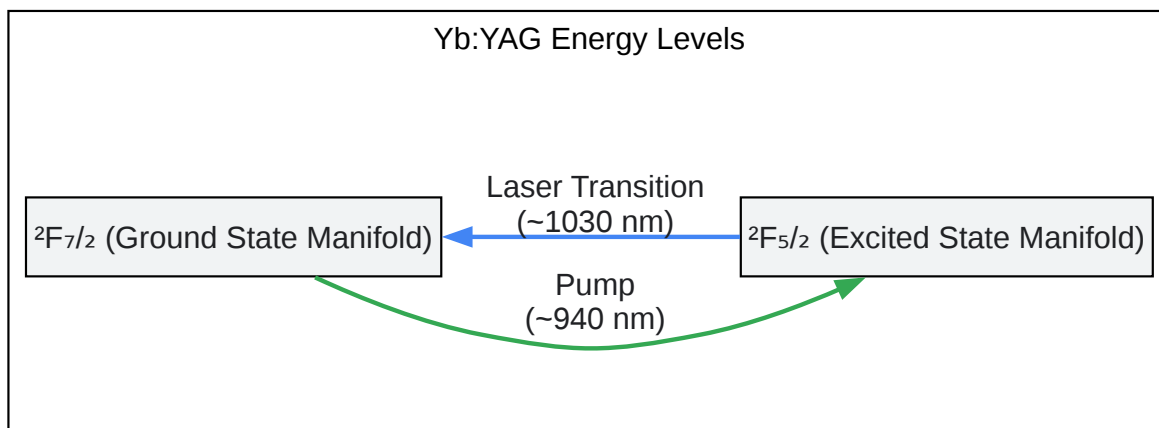 Yb:YAG Energy Levels
Laser Transition
(~1030 nm)
²F₇/₂ (Ground State Manifold)
²F₅/₂ (Excited State Manifold)
Pump
(~940 nm)